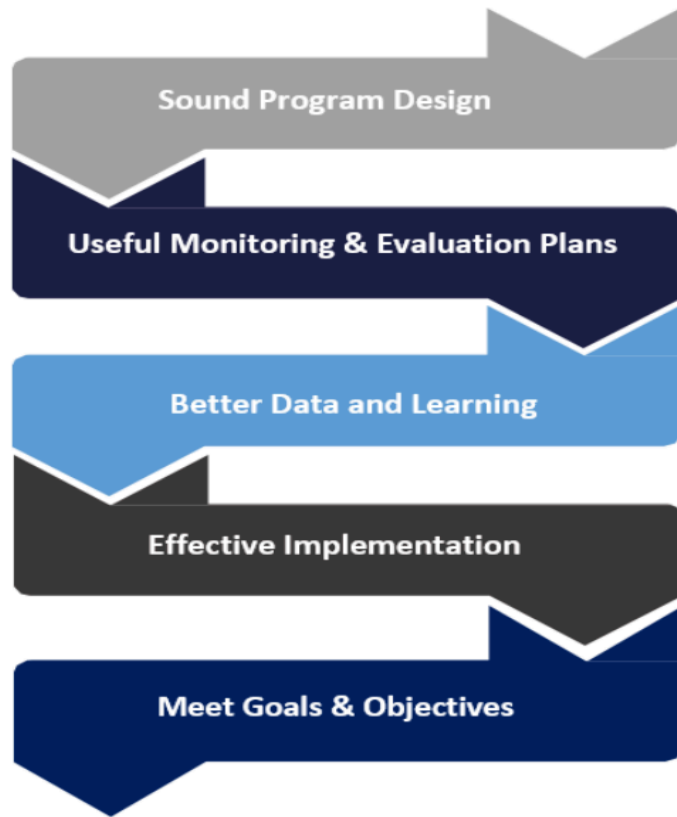 Sound Program Design
Useful Monitoring & Evaluation Plans
Better Data and Learning
Effective Implementation
Meet Goals & Objectives